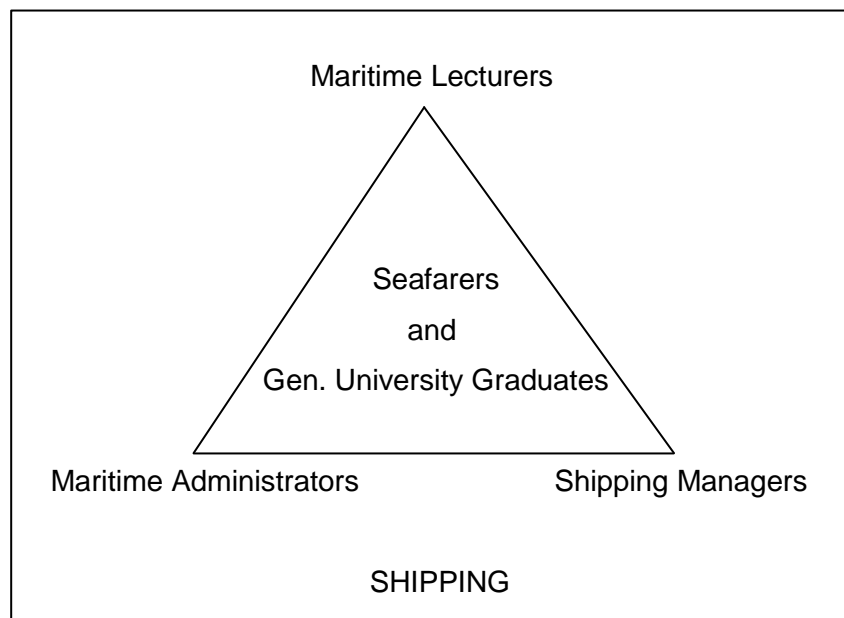 Maritime Lecturers
Seafarers
and
Gen. University Graduates
Maritime Administrators
Shipping Managers
SHIPPING